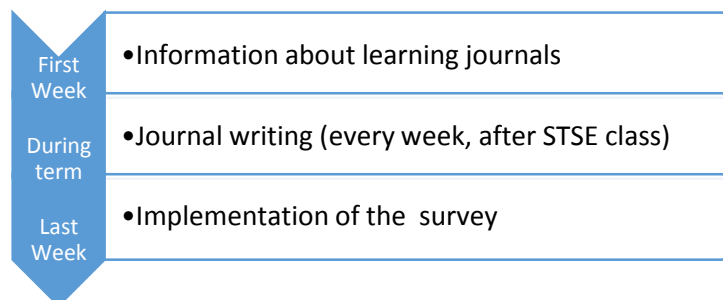 First
Week
•Information about learning journals
During
term
•Journal writing (every week, after STSE class)
Last
Week
•Implementation of the survey